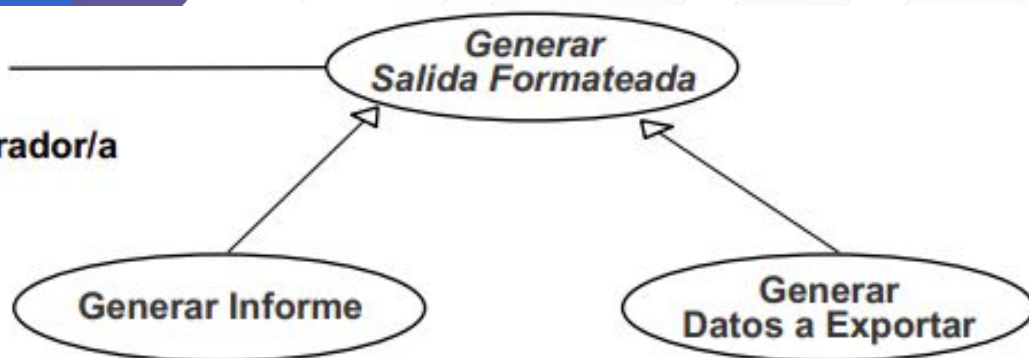 Generar
Salida Formateada
rador/a
Generar Informe
Generar
Datos a Exportar